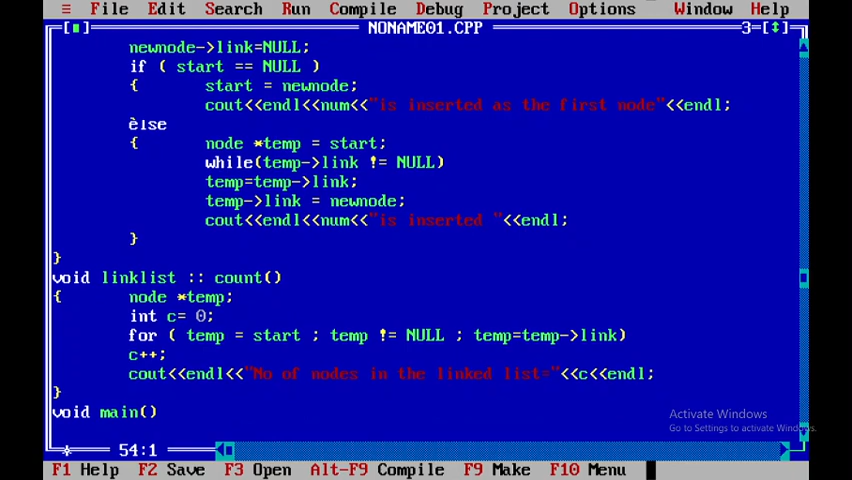 ≡ File Edit Search Run Compile Debug Project Options Window Help
[■] NONAME01.CPP 3=[↕]
newnode->link=NULL;
if ( start == NULL )
{ start = newnode;
cout<<endl<<num<<"is inserted as the first node"<<endl;
else
{ node *temp = start;
while(temp->link != NULL)
temp=temp->link;
temp->link = newnode;
cout<<endl<<num<<"is inserted "<<endl;
}
}
void linklist :: count()
{ node *temp;
int c= 0;
for ( temp = start ; temp != NULL ; temp=temp->link)
c++;
cout<<endl<<"No of nodes in the linked list="<<c<<endl;
}
void main()
Activate Windows
Go to Settings to activate Windows.
* 54:1
F1 Help F2 Save F3 Open Alt-F9 Compile F9 Make F10 Menu